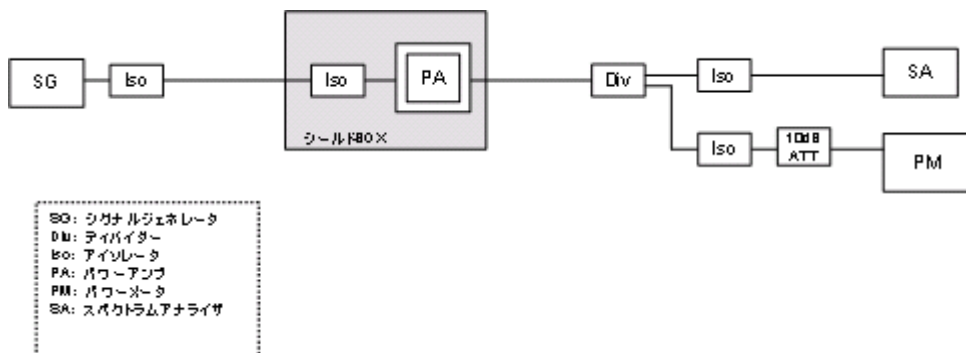 SG
Iso
Iso
PA
Div
Iso
SA
シールドBOX
Iso
10dB
ATT
PM
SG: シグナルジェネレータ
Div: ディバイダー
Iso: アイソレータ
PA: パワーアンプ
PM: パワーメータ
SA: スペクトラムアナライザ